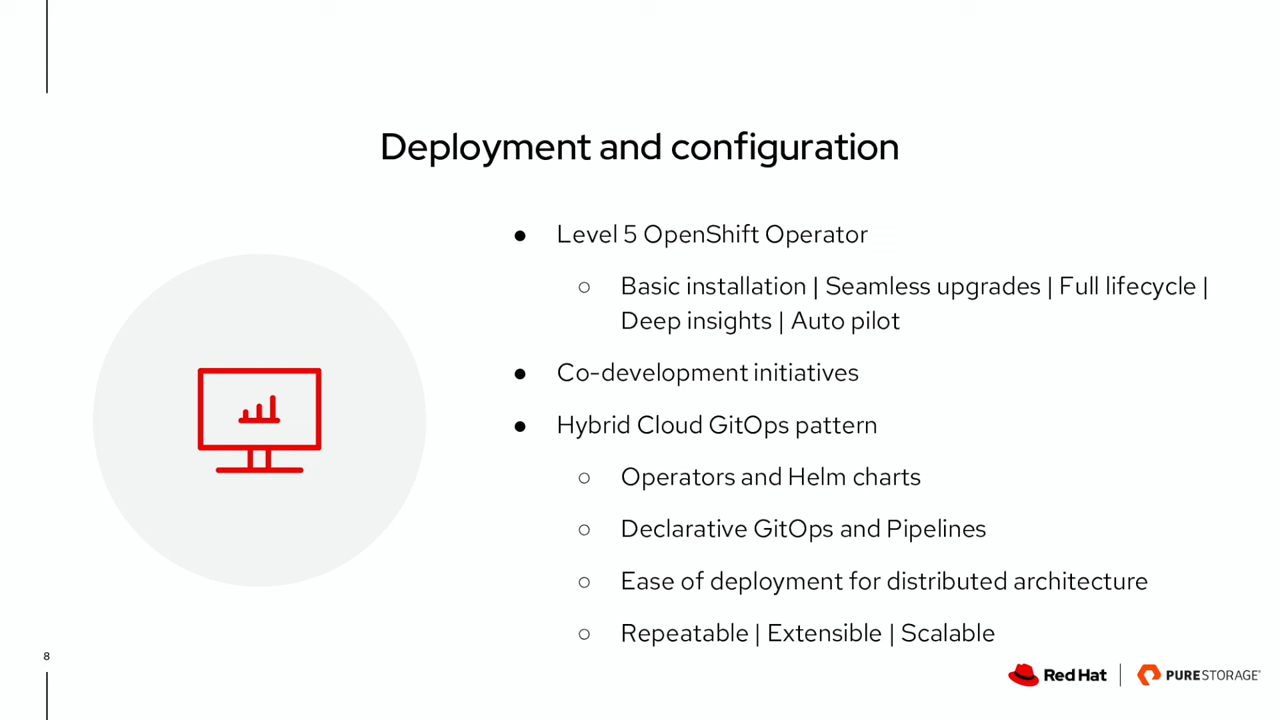 Deployment and configuration
● Level 5 OpenShift Operator
○ Basic installation | Seamless upgrades | Full lifecycle |
Deep insights | Auto pilot
● Co-development initiatives
● Hybrid Cloud GitOps pattern
○ Operators and Helm charts
○ Declarative GitOps and Pipelines
○ Ease of deployment for distributed architecture
○ Repeatable | Extensible | Scalable
8
Red Hat | PURESTORAGE®